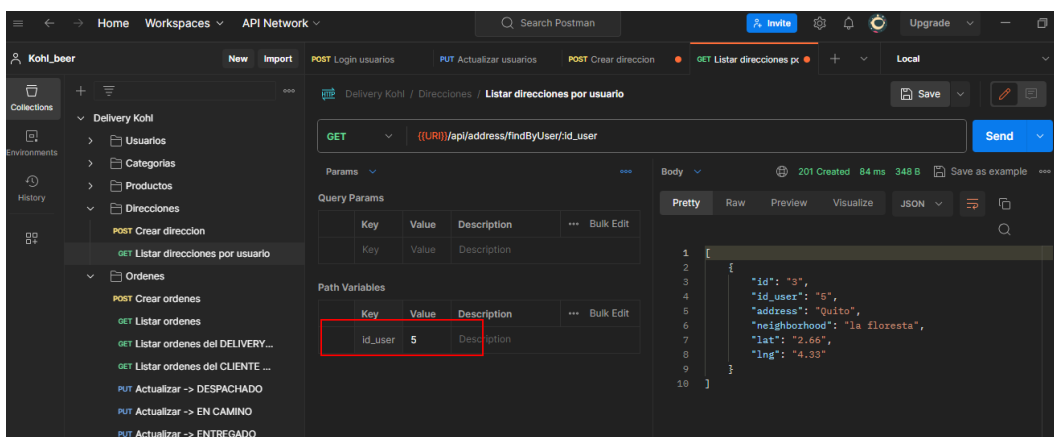 Home Workspaces API Network Search Postman Invite Upgrade
Kohl_beer New Import
POST Login usuarios PUT Actualizar usuarios POST Crear direccion GET Listar direcciones pc Local
Collections
Environments
History
Delivery Kohl
Usuarios
Categorias
Productos
Direcciones
POST Crear direccion
GET Listar direcciones por usuario
Ordenes
POST Crear ordenes
GET Listar ordenes
GET Listar ordenes del DELIVERY...
GET Listar ordenes del CLIENTE ...
PUT Actualizar -> DESPACHADO
PUT Actualizar -> EN CAMINO
PUT Actualizar -> ENTREGADO
HTTP Delivery Kohl / Direcciones / Listar direcciones por usuario Save
GET {{URI}}/api/address/findByUser/:id_user Send
Params
Query Params
Key Value Description ... Bulk Edit
Key Value Description
Path Variables
Key Value Description ... Bulk Edit
id_user 5 Description
Body 201 Created 84 ms 348 B Save as example
Pretty Raw Preview Visualize JSON
1 [
2 {
3 "id": "3",
4 "id_user": "5",
5 "address": "Quito",
6 "neighborhood": "la floresta",
7 "lat": "2.66",
8 "lng": "4.33"
9 }
10 ]